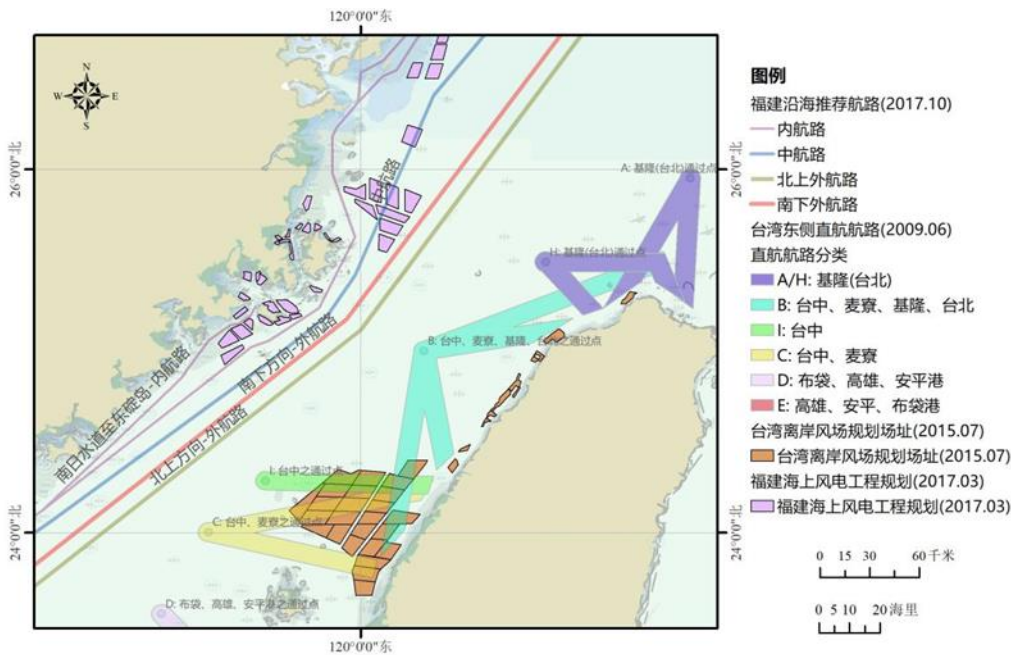 120°0'0"东
N
W
E
S
26°0'0"北
26°0'0"北
A: 基隆(台北)通过点
中航路
H: 基隆(台北)通过点
B: 台中、麦寮、基隆、台北之通过点
南下方向-外航路
南日水道至东碇岛-内航路
北上方向-外航路
I: 台中之通过点
C: 台中、麦寮之通过点
24°0'0"北
24°0'0"北
D: 布袋、高雄、安平港之通过点
120°0'0"东
图例
福建沿海推荐航路(2017.10)
内航路
中航路
北上外航路
南下外航路
台湾东侧直航航路(2009.06)
直航航路分类
A/H: 基隆(台北)
B: 台中、麦寮、基隆、台北
I: 台中
C: 台中、麦寮
D: 布袋、高雄、安平港
E: 高雄、安平、布袋港
台湾离岸风场规划场址(2015.07)
台湾离岸风场规划场址(2015.07)
福建海上风电工程规划(2017.03)
福建海上风电工程规划(2017.03)
0 15 30 60 千米
0 5 10 20 海里